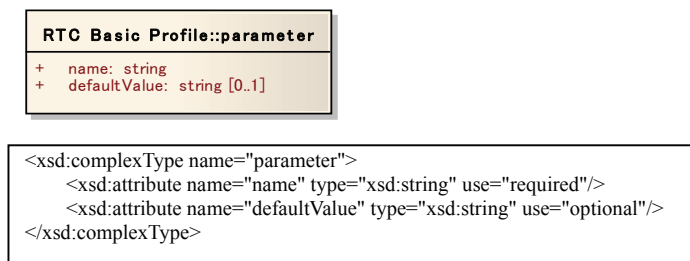 RTC Basic Profile::parameter
+ name: string
+ defaultValue: string [0..1]
<xsd:complexType name="parameter">
<xsd:attribute name="name" type="xsd:string" use="required"/>
<xsd:attribute name="defaultValue" type="xsd:string" use="optional"/>
</xsd:complexType>